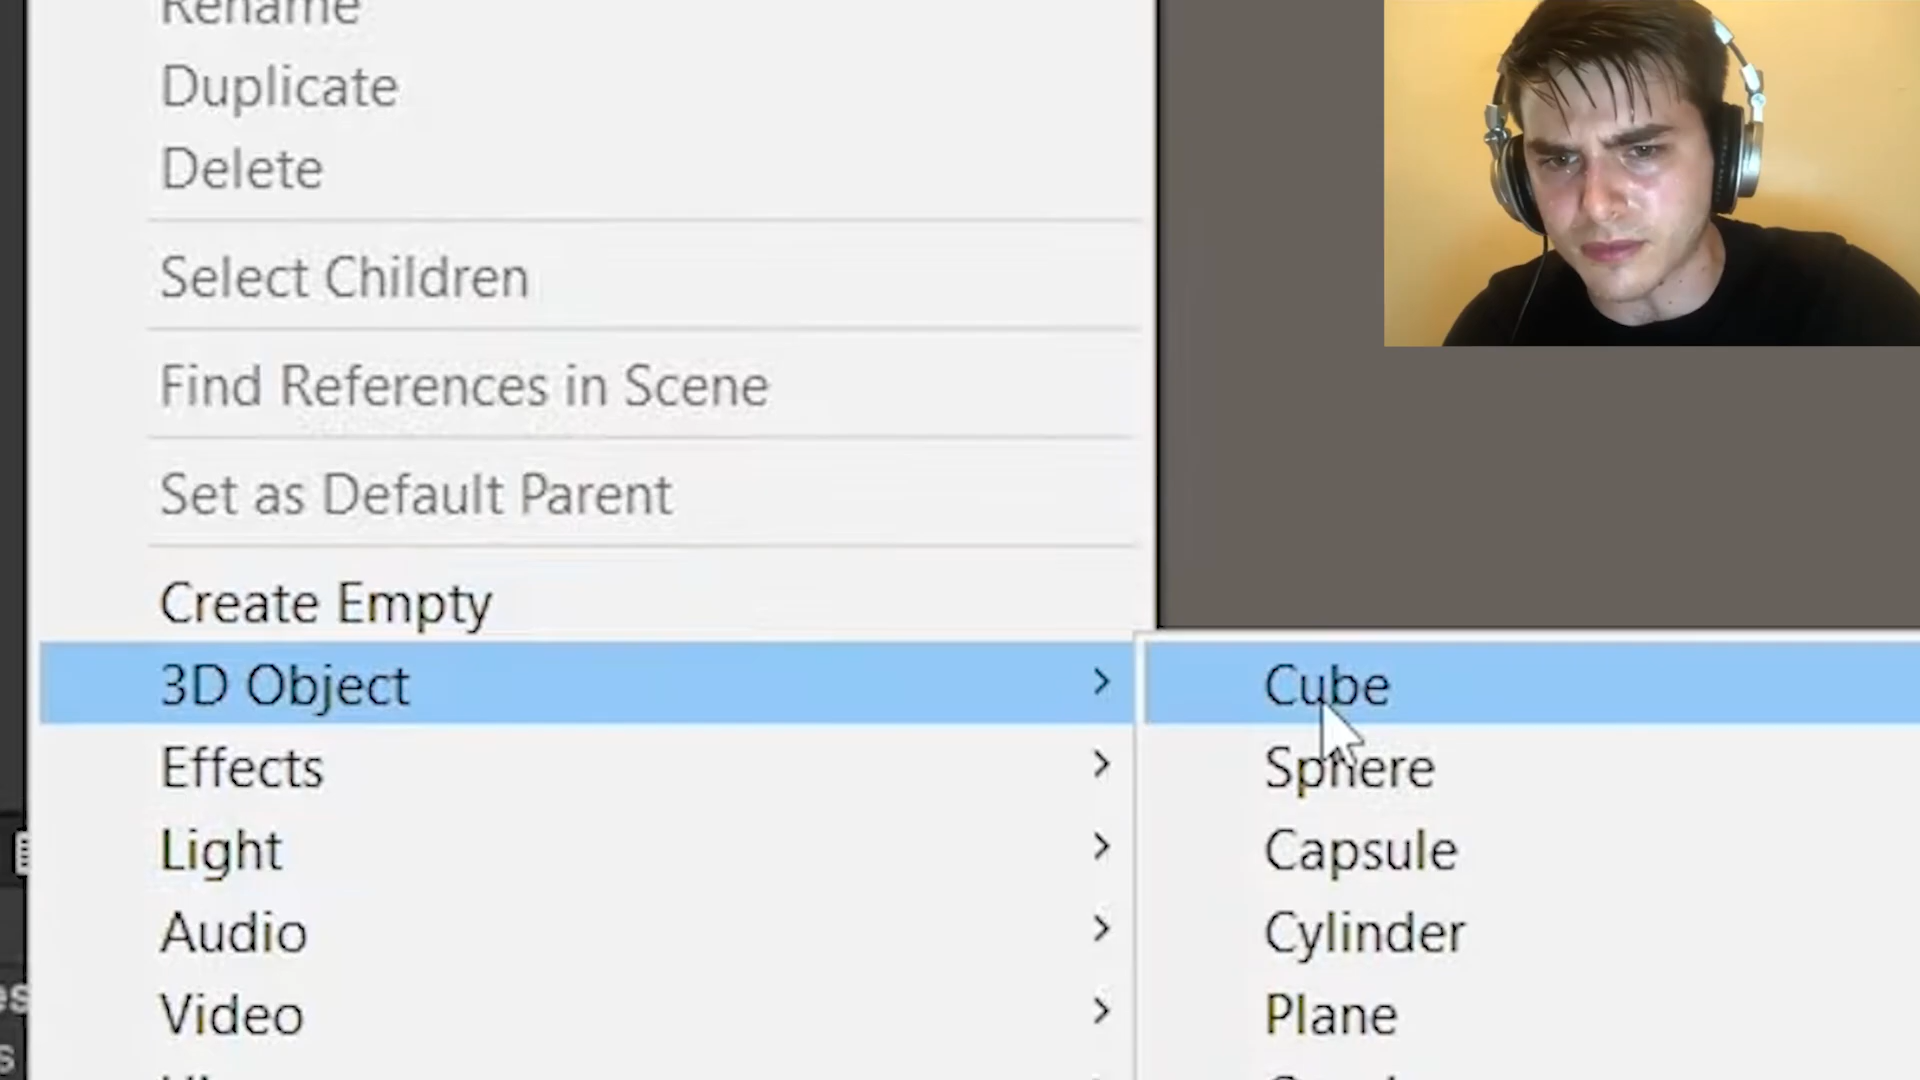 Rename
Duplicate
Delete
Select Children
Find References in Scene
Set as Default Parent
Create Empty
3D Object
Cube
Effects
Sphere
Light
Capsule
Audio
Cylinder
Video
Plane